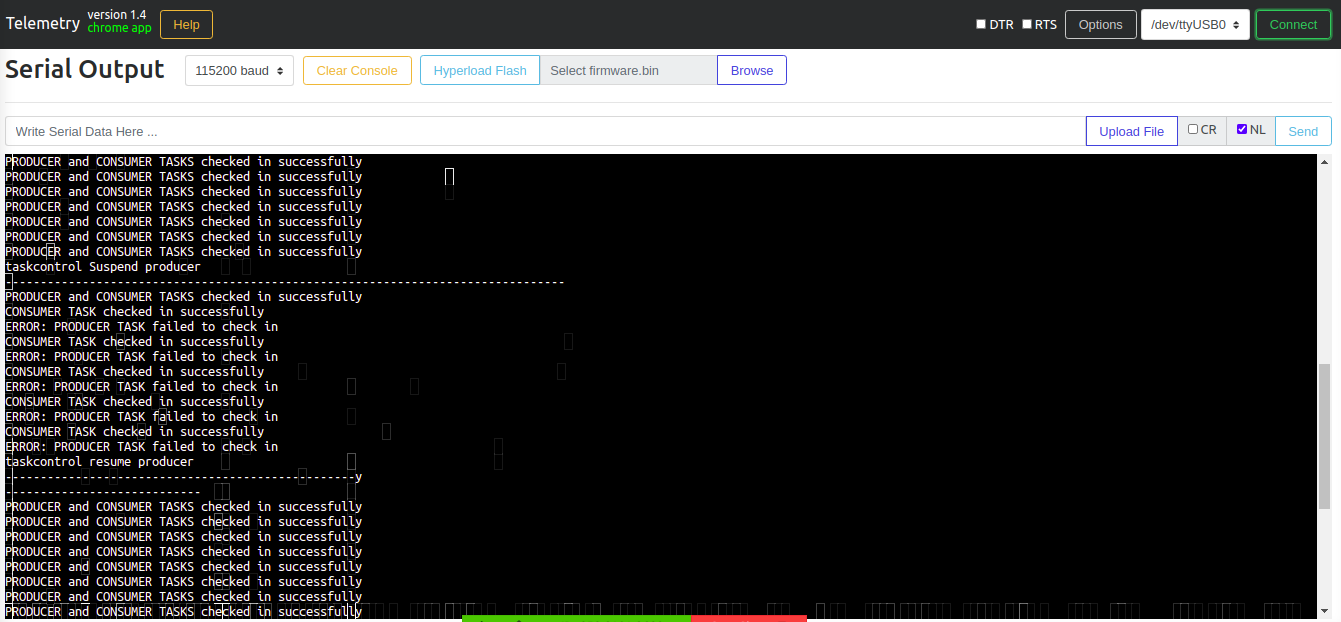 Telemetry version 1.4 chrome app Help DTR RTS Options /dev/ttyUSB0 Connect
Serial Output 115200 baud Clear Console Hyperload Flash Select firmware.bin Browse
Write Serial Data Here ... Upload File CR NL Send
PRODUCER and CONSUMER TASKS checked in successfully
PRODUCER and CONSUMER TASKS checked in successfully
PRODUCER and CONSUMER TASKS checked in successfully
PRODUCER and CONSUMER TASKS checked in successfully
PRODUCER and CONSUMER TASKS checked in successfully
PRODUCER and CONSUMER TASKS checked in successfully
PRODUCER and CONSUMER TASKS checked in successfully
taskcontrol Suspend producer
--------------------------------------------------------------------------------
PRODUCER and CONSUMER TASKS checked in successfully
CONSUMER TASK checked in successfully
ERROR: PRODUCER TASK failed to check in
CONSUMER TASK checked in successfully
ERROR: PRODUCER TASK failed to check in
CONSUMER TASK checked in successfully
ERROR: PRODUCER TASK failed to check in
CONSUMER TASK checked in successfully
ERROR: PRODUCER TASK failed to check in
CONSUMER TASK checked in successfully
ERROR: PRODUCER TASK failed to check in
taskcontrol resume producer
--------------------------------------------------y
----------------------------
PRODUCER and CONSUMER TASKS checked in successfully
PRODUCER and CONSUMER TASKS checked in successfully
PRODUCER and CONSUMER TASKS checked in successfully
PRODUCER and CONSUMER TASKS checked in successfully
PRODUCER and CONSUMER TASKS checked in successfully
PRODUCER and CONSUMER TASKS checked in successfully
PRODUCER and CONSUMER TASKS checked in successfully
PRODUCER and CONSUMER TASKS checked in successfully